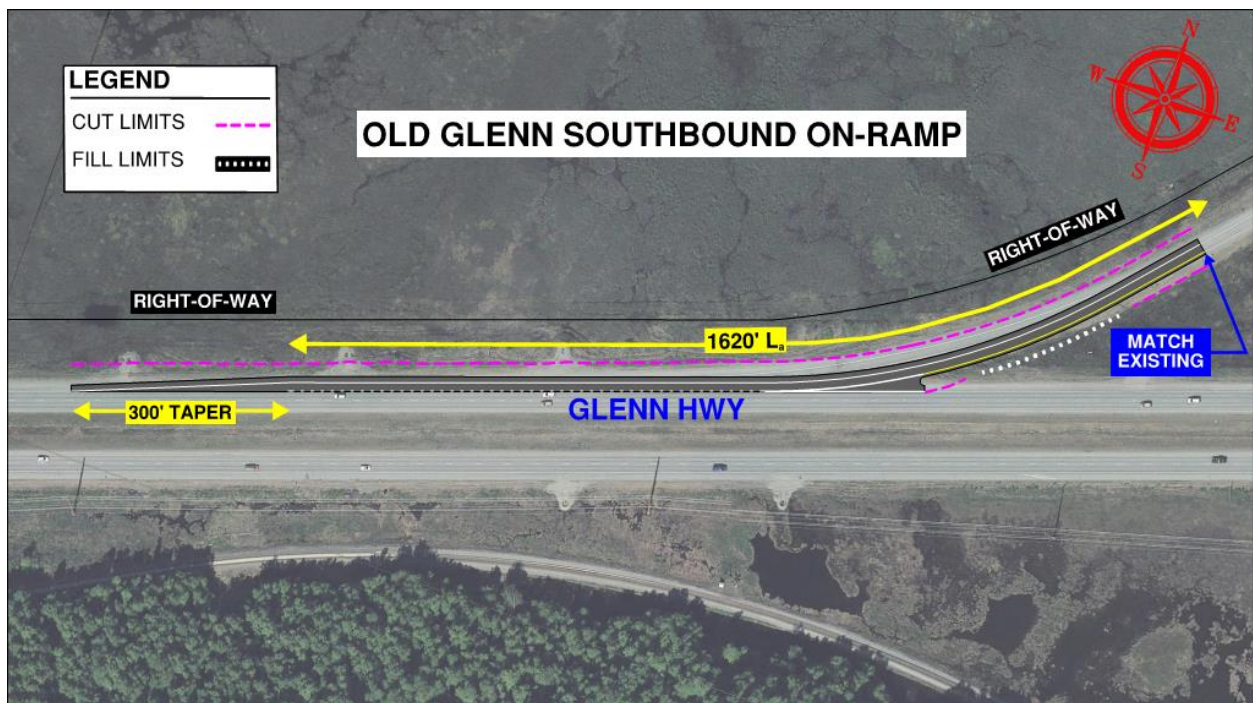 LEGEND
CUT LIMITS
FILL LIMITS
OLD GLENN SOUTHBOUND ON-RAMP
N
W
E
S
RIGHT-OF-WAY
RIGHT-OF-WAY
1620' La
MATCH
EXISTING
300' TAPER
GLENN HWY